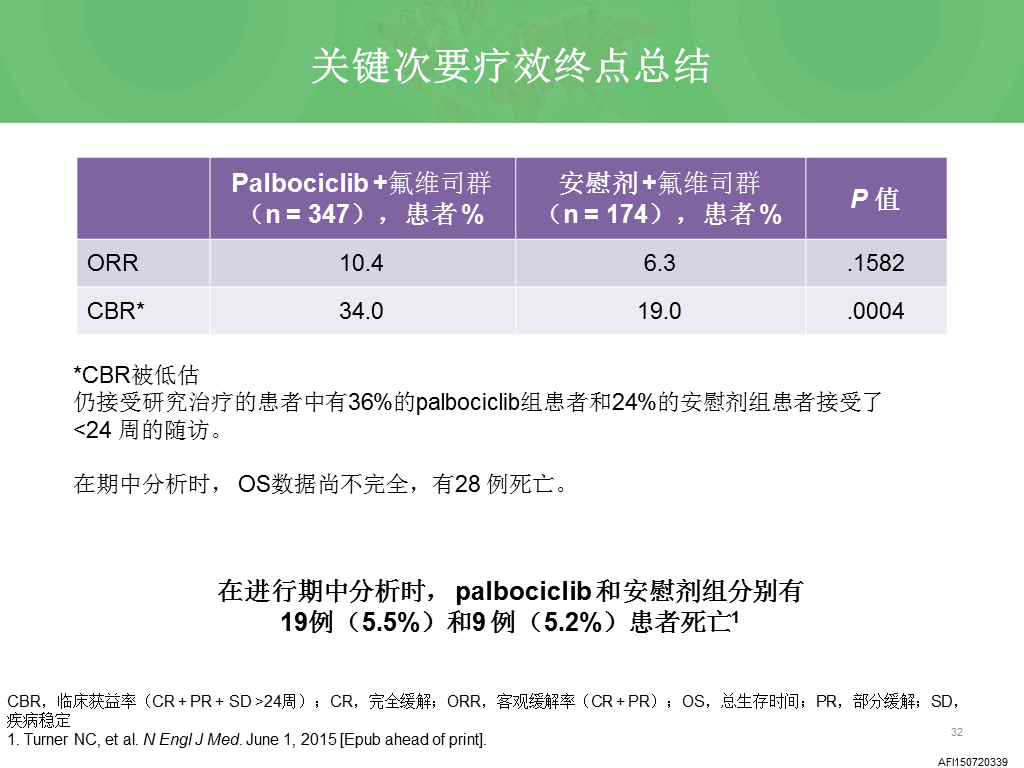 关键次要疗效终点总结
Palbociclib +氟维司群
（n = 347），患者 %
安慰剂+氟维司群
（n = 174），患者 %
P 值
ORR 10.4 6.3 .1582
CBR* 34.0 19.0 .0004
*CBR被低估
仍接受研究治疗的患者中有36%的palbociclib组患者和24%的安慰剂组患者接受了
<24 周的随访。
在期中分析时， OS数据尚不完全，有28 例死亡。
在进行期中分析时， palbociclib 和安慰剂组分别有
19例（5.5%）和9 例（5.2%）患者死亡1
CBR，临床获益率（CR + PR + SD >24周）；CR，完全缓解；ORR，客观缓解率（CR + PR）；OS，总生存时间；PR，部分缓解；SD，
疾病稳定
1. Turner NC, et al. N Engl J Med. June 1, 2015 [Epub ahead of print].
32
AFI150720339